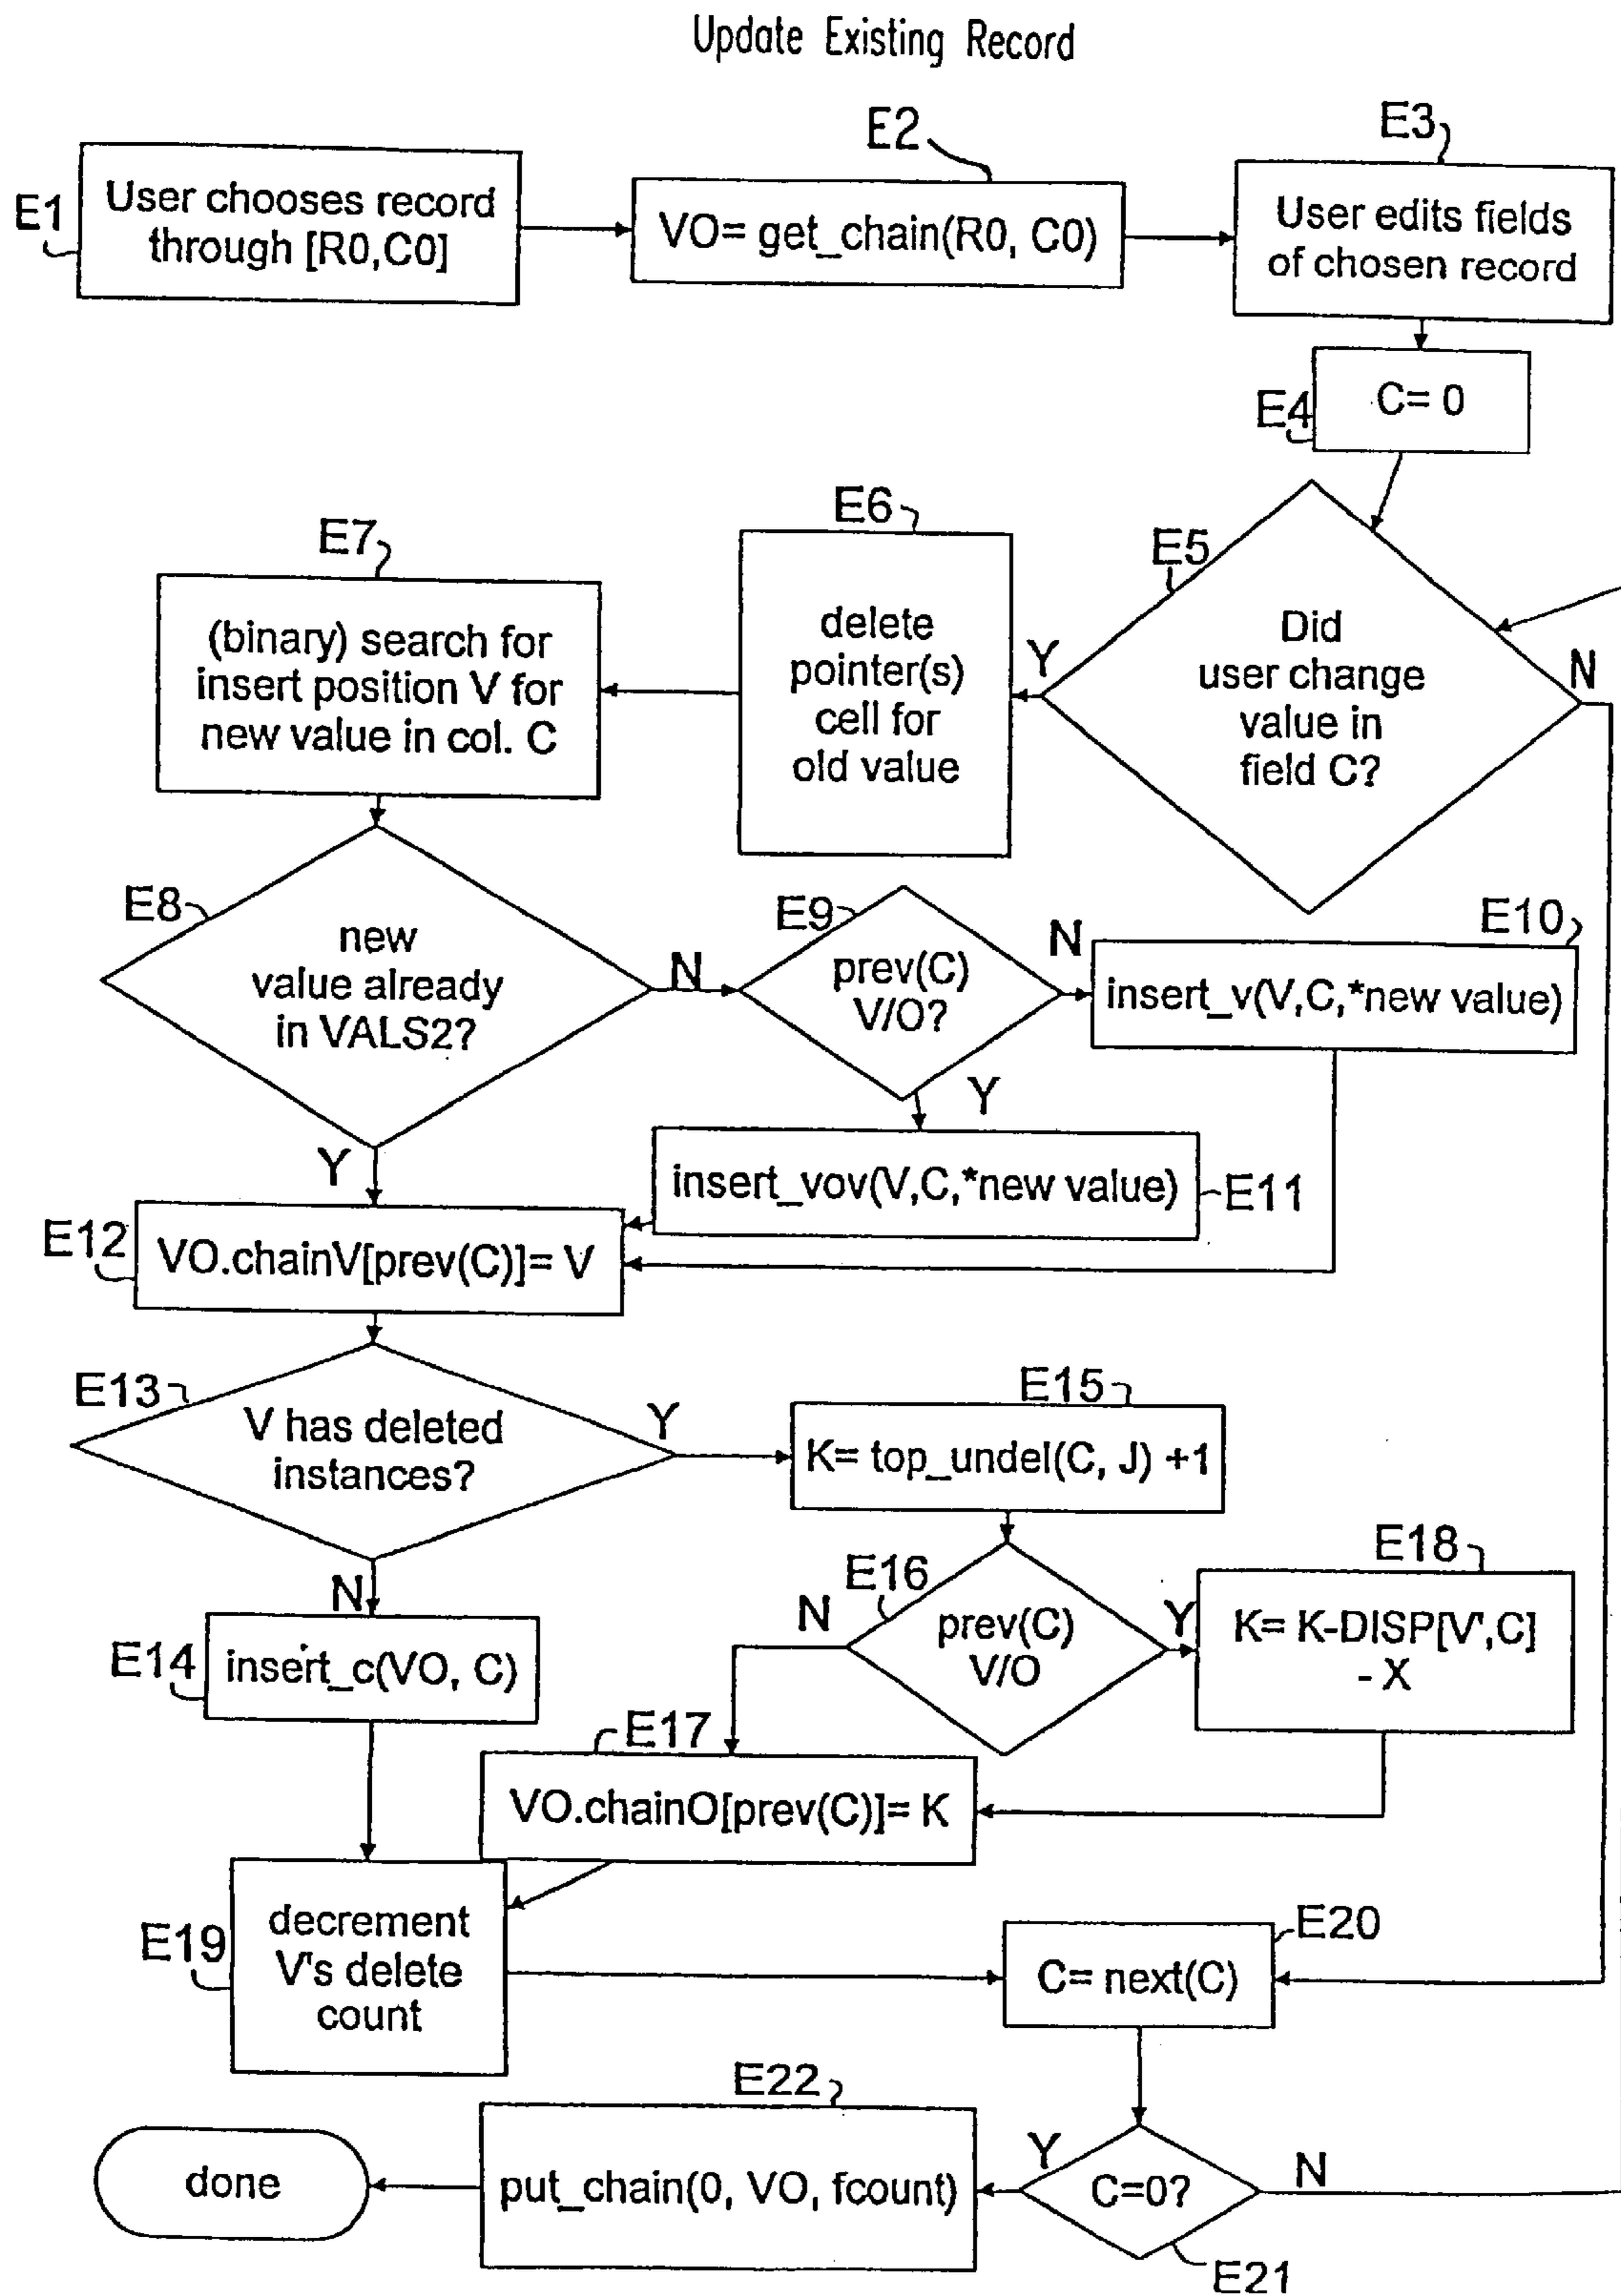 Update Existing Record
E1
User chooses record
through [R0,C0]
E2
VO= get_chain(R0, C0)
E3
User edits fields
of chosen record
E4
C= 0
E5
Did
user change
value in
field C?
Y
N
E6
delete
pointer(s)
cell for
old value
E7
(binary) search for
insert position V for
new value in col. C
E8
new
value already
in VALS2?
N
Y
E9
prev(C)
V/O?
N
Y
E10
insert_v(V,C,*new value)
E11
insert_vov(V,C,*new value)
E12
VO.chainV[prev(C)]= V
E13
V has deleted
instances?
Y
N
E14
insert_c(VO, C)
E15
K= top_undel(C, J) +1
E16
prev(C)
V/O
N
Y
E18
K= K-DISP[V',C]
- X
E17
VO.chainO[prev(C)]= K
E19
decrement
V's delete
count
E20
C= next(C)
E21
C=0?
Y
N
E22
put_chain(0, VO, fcount)
done